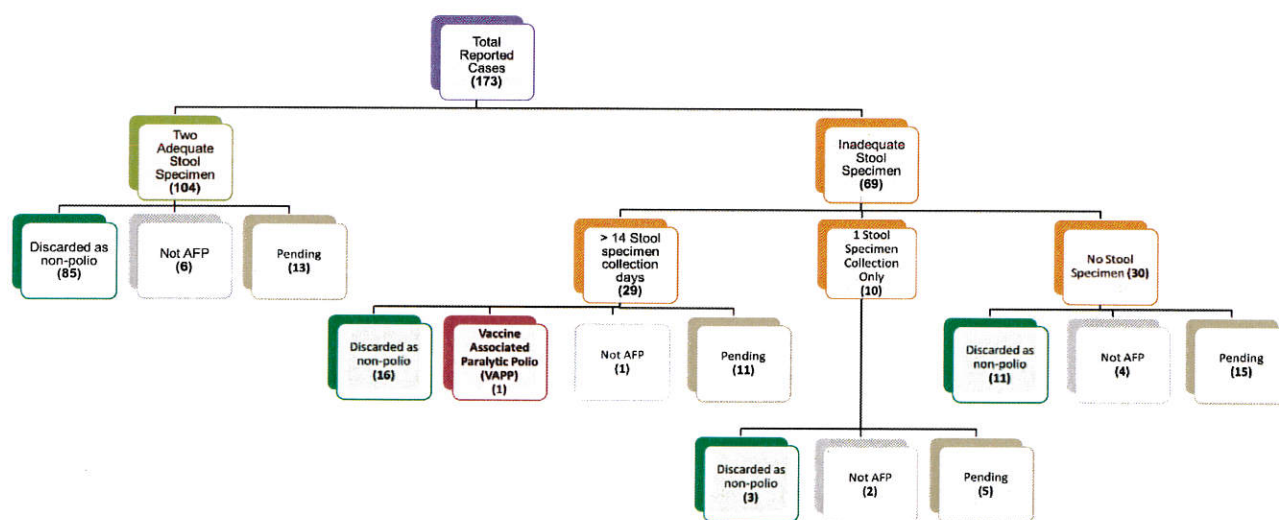 Total
Reported
Cases
(173)
Two
Adequate
Stool
Specimen
(104)
Inadequate
Stool
Specimen
(69)
Discarded as
non-polio
(85)
Not AFP
(6)
Pending
(13)
> 14 Stool
specimen
collection
days
(29)
1 Stool
Specimen
Collection
Only
(10)
No Stool
Specimen (30)
Discarded as
non-polio
(16)
Vaccine
Associated
Paralytic Polio
(VAPP)
(1)
Not AFP
(1)
Pending
(11)
Discarded as
non-polio
(11)
Not AFP
(4)
Pending
(15)
Discarded as
non-polio
(3)
Not AFP
(2)
Pending
(5)